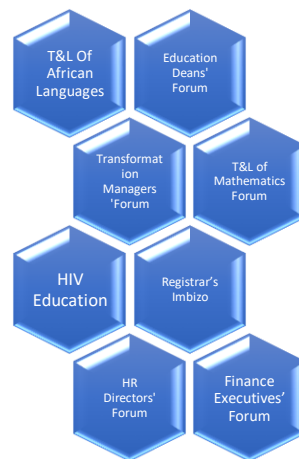 T&L Of
African
Languages
Education
Deans'
Forum
Transformat
ion
Managers
'Forum
T&L of
Mathematics
Forum
HIV
Education
Registrar's
Imbizo
HR
Directors'
Forum
Finance
Executives'
Forum